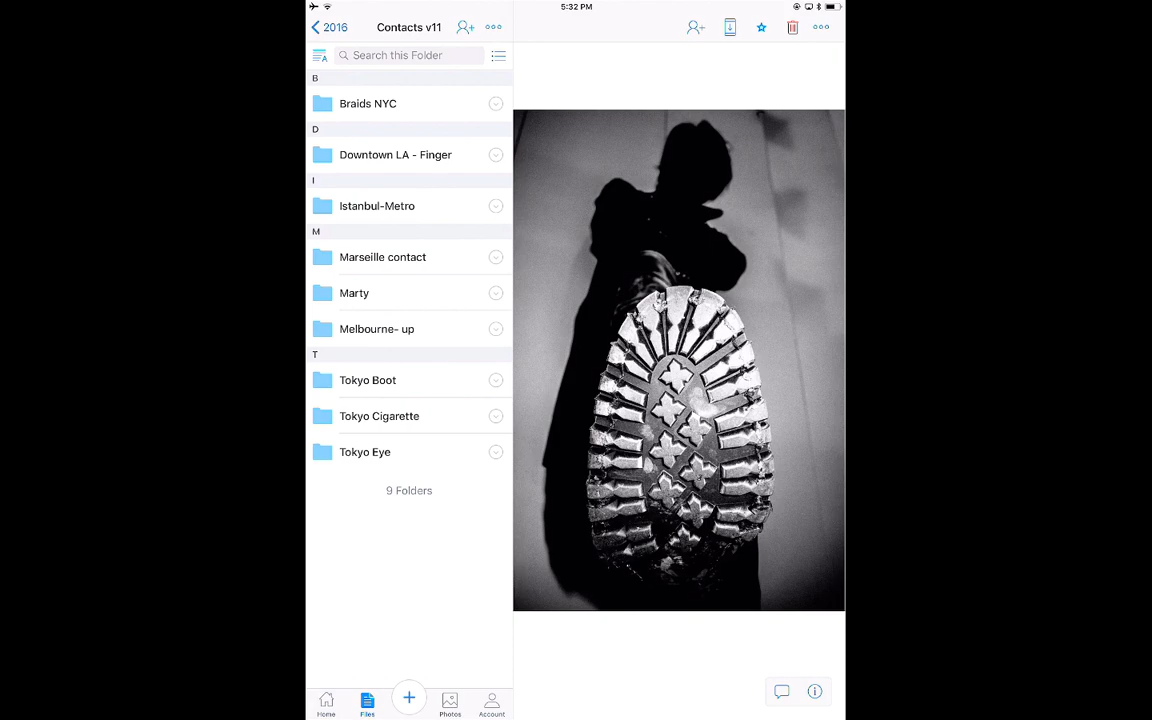 5:32 PM
2016
Contacts v11
Search this Folder
B
Braids NYC
D
Downtown LA - Finger
I
Istanbul-Metro
M
Marseille contact
Marty
Melbourne- up
T
Tokyo Boot
Tokyo Cigarette
Tokyo Eye
9 Folders
Home
Files
Photos
Account